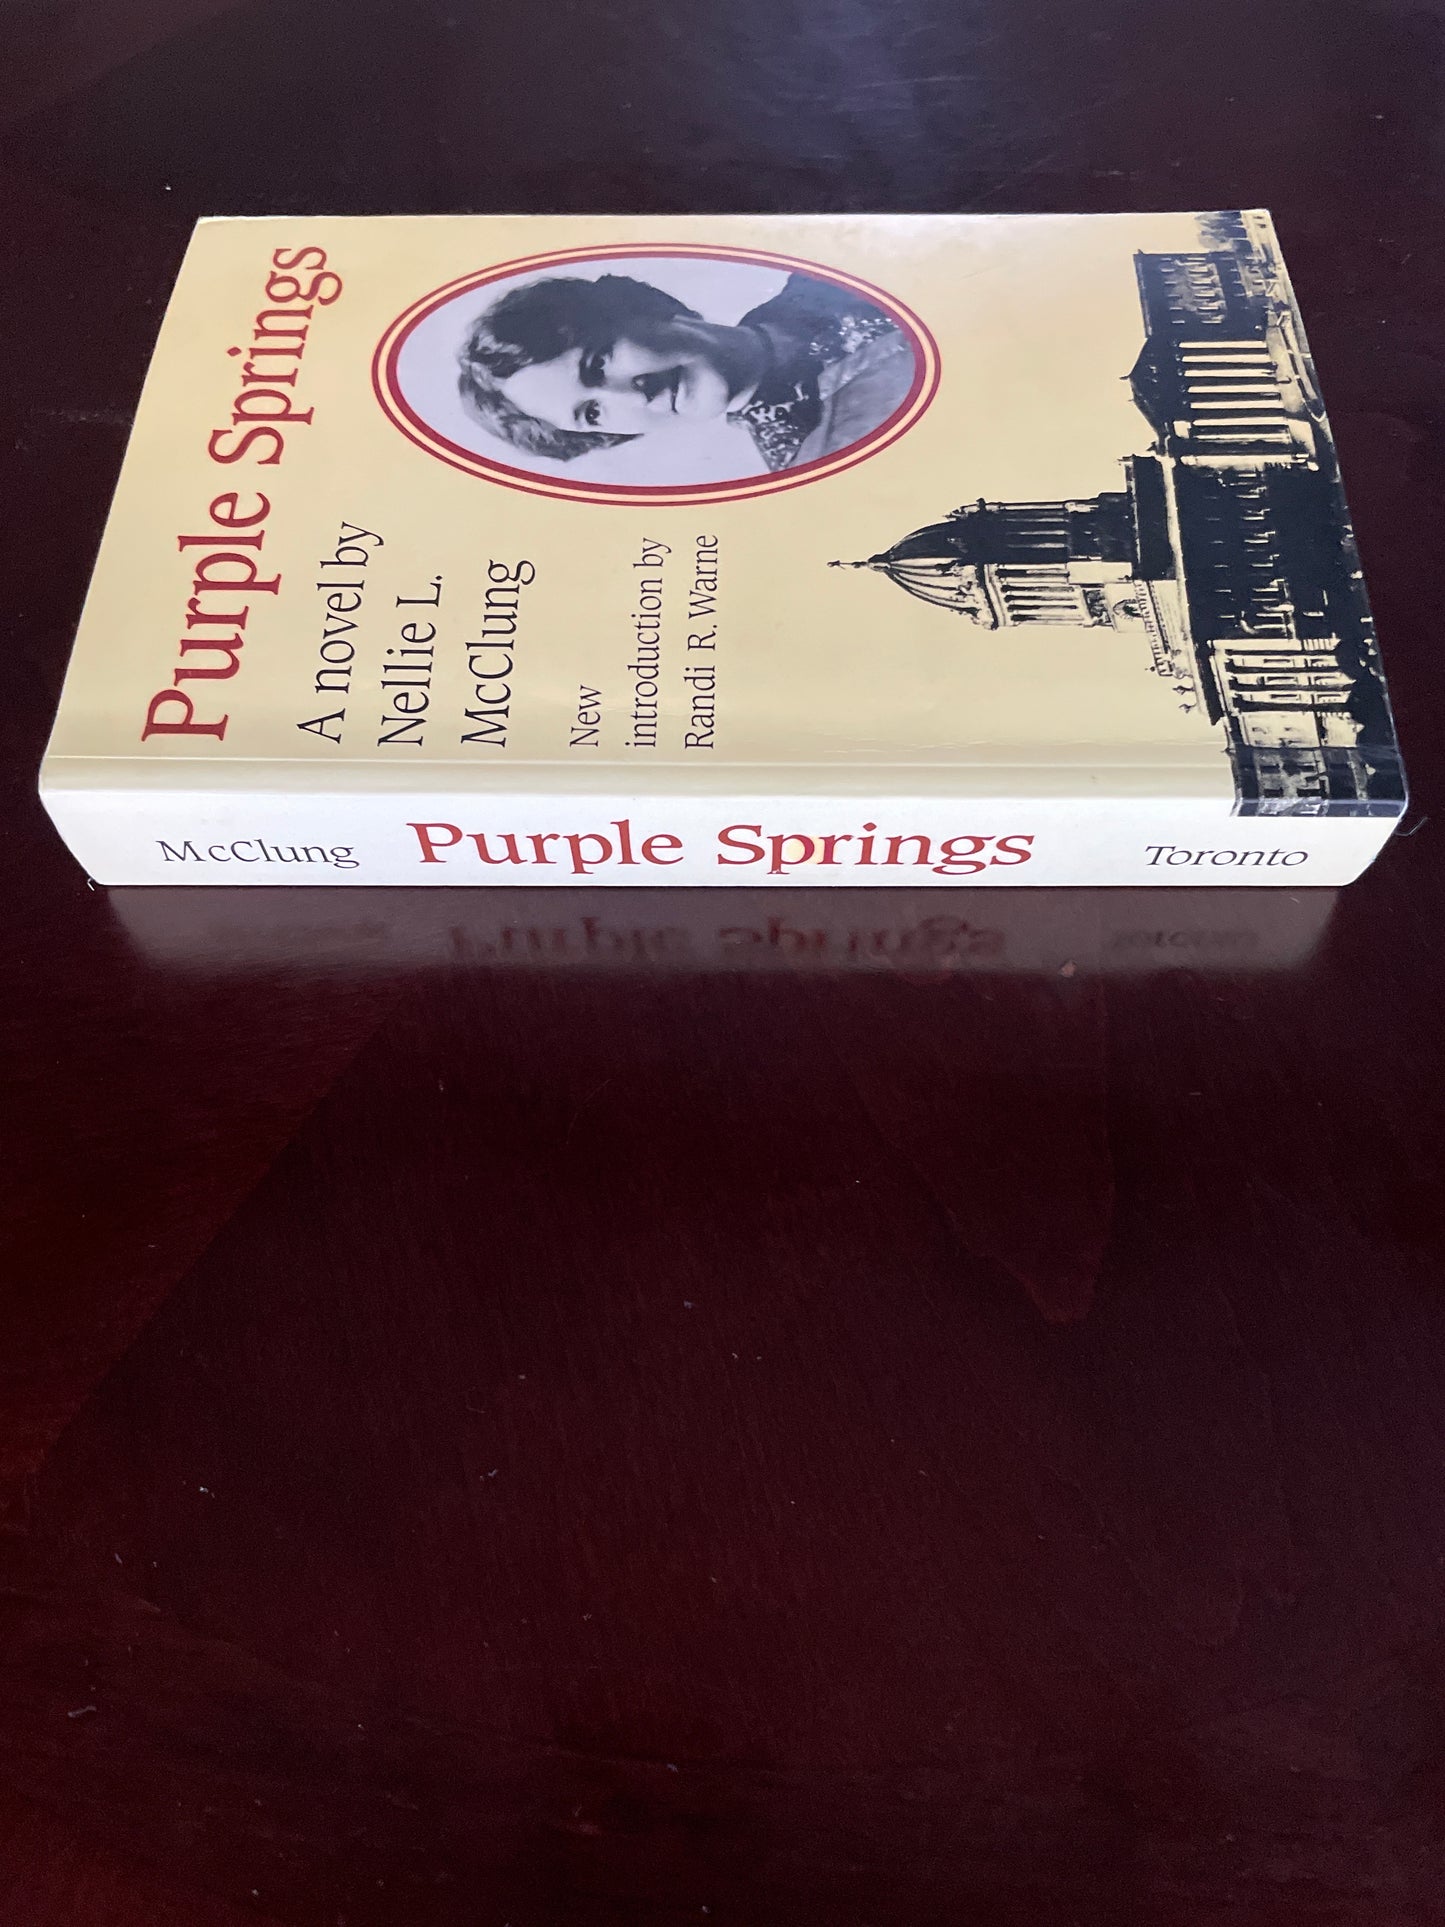 Purple Springs
A novel by
Nellie L.
McClung
New
introduction by
Randi R. Warne
McClung Purple Springs Toronto